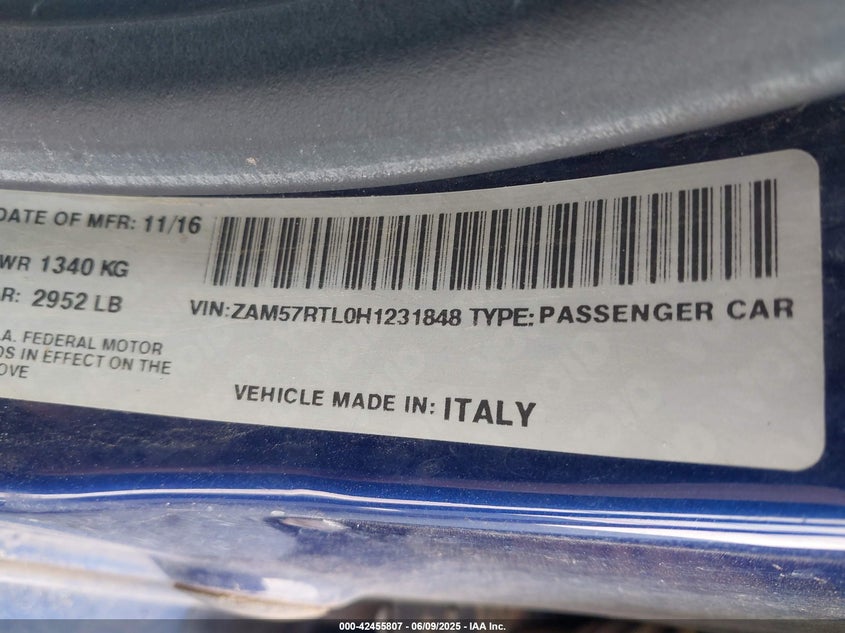 DATE OF MFR: 11/16
WR 1340 KG
R: 2952 LB
VIN:ZAM57RTL0H1231848 TYPE:PASSENGER CAR
.A. FEDERAL MOTOR
DS IN EFFECT ON THE
OVE
VEHICLE MADE IN: ITALY
000-42455807 - 06/09/2025 - IAA Inc.